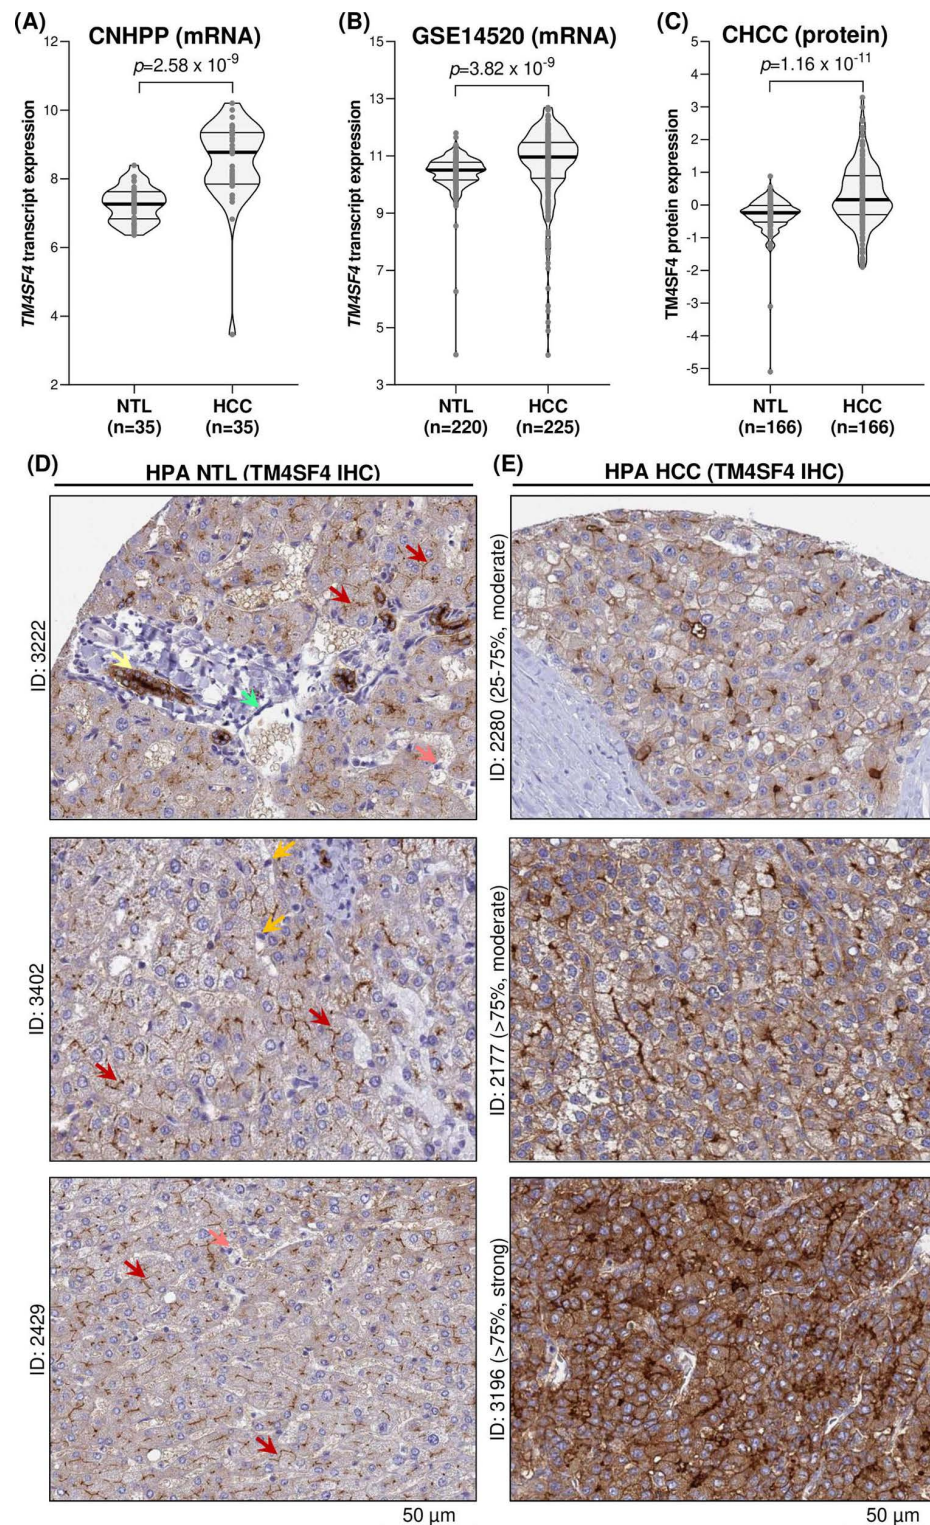 (A)
CNHPP (mRNA)
p=2.58 x 10-9
TM4SF4 transcript expression
12
10
8
6
4
2
NTL
(n=35)
HCC
(n=35)
(B)
GSE14520 (mRNA)
p=3.82 x 10-9
TM4SF4 transcript expression
15
13
11
9
7
5
3
NTL
(n=220)
HCC
(n=225)
(C)
CHCC (protein)
p=1.16 x 10-11
TM4SF4 protein expression
5
4
3
2
1
0
-1
-2
-3
-4
-5
NTL
(n=166)
HCC
(n=166)
(D)
HPA NTL (TM4SF4 IHC)
ID: 3222
ID: 3402
ID: 2429
50 µm
(E)
HPA HCC (TM4SF4 IHC)
ID: 2280 (25-75%, moderate)
ID: 2177 (>75%, moderate)
ID: 3196 (>75%, strong)
50 µm